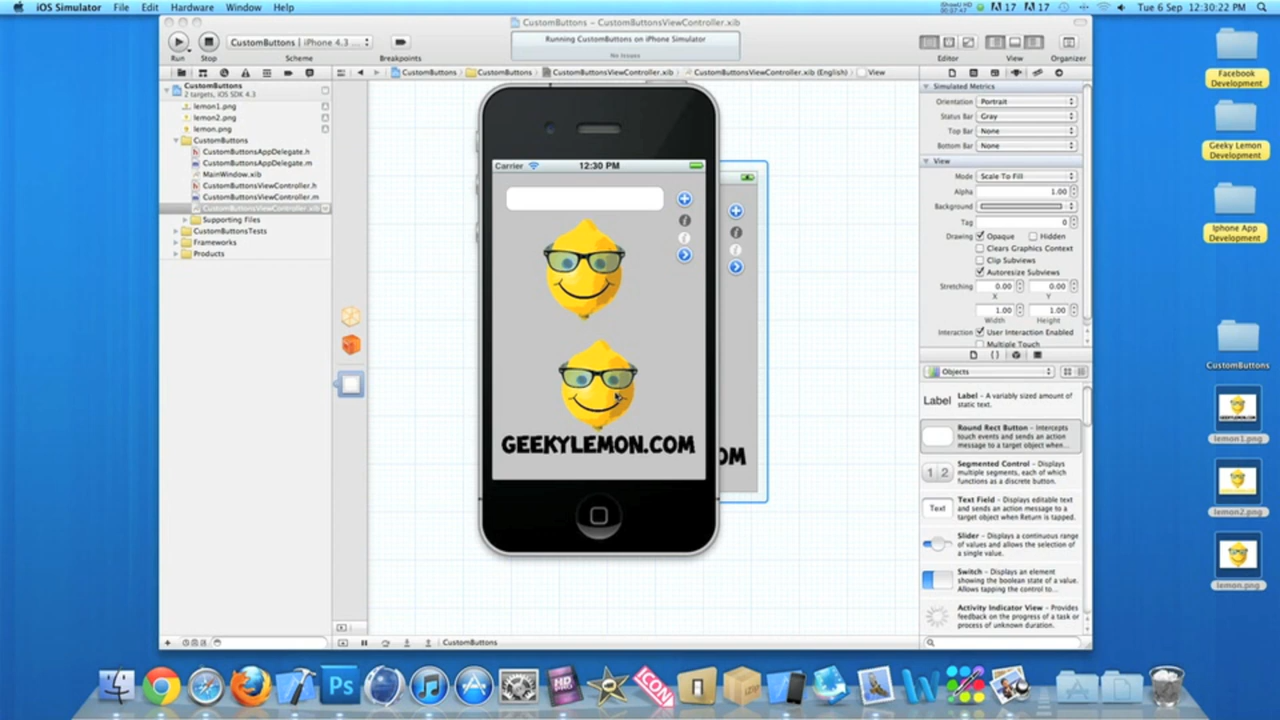 iOS Simulator File Edit Hardware Window Help
17 17 Tue 6 Sep 12:30:22 PM
CustomButtons – CustomButtonsViewController.xib
Running CustomButtons on iPhone Simulator
No Issues
CustomButtons | iPhone 4.3 ...
Run Stop Scheme Breakpoints Editor View Organizer
CustomButtons CustomButtons CustomButtonsViewController.xib CustomButtonsViewController.xib (English) View
CustomButtons
2 targets, iOS SDK 4.3
lemon1.png
lemon2.png
lemon.png
CustomButtons
CustomButtonsAppDelegate.h
CustomButtonsAppDelegate.m
MainWindow.xib
CustomButtonsViewController.h
CustomButtonsViewController.m
CustomButtonsViewController.xib
Supporting Files
CustomButtonsTests
Frameworks
Products
Carrier 12:30 PM
GEEKYLEMON.COM
OM
Simulated Metrics
Orientation Portrait
Status Bar Gray
Top Bar None
Bottom Bar None
View
Mode Scale To Fill
Alpha 1.00
Background
Tag 0
Drawing Opaque Hidden
Clears Graphics Context
Clip Subviews
Autoresize Subviews
Stretching 0.00 0.00
X Y
1.00 1.00
Width Height
Interaction User Interaction Enabled
Multiple Touch
Objects
Label Label – A variably sized amount of
static text.
Round Rect Button – Intercepts
touch events and sends an action
message to a target object when...
1 2 Segmented Control – Displays
multiple segments, each of which
functions as a discrete button.
Text Text Field – Displays editable text
and sends an action message to a
target object when Return is tapped.
Slider – Displays a continuous range
of values and allows the selection of
a single value.
Switch – Displays an element
showing the boolean state of a value.
Allows tapping the control to...
Activity Indicator View – Provides
feedback on the progress of a task or
process of unknown duration.
CustomButtons
Facebook
Development
Geeky Lemon
Development
Iphone App
Development
CustomButtons
lemon1.png
lemon2.png
lemon.png
Ps
HD
ICON
W